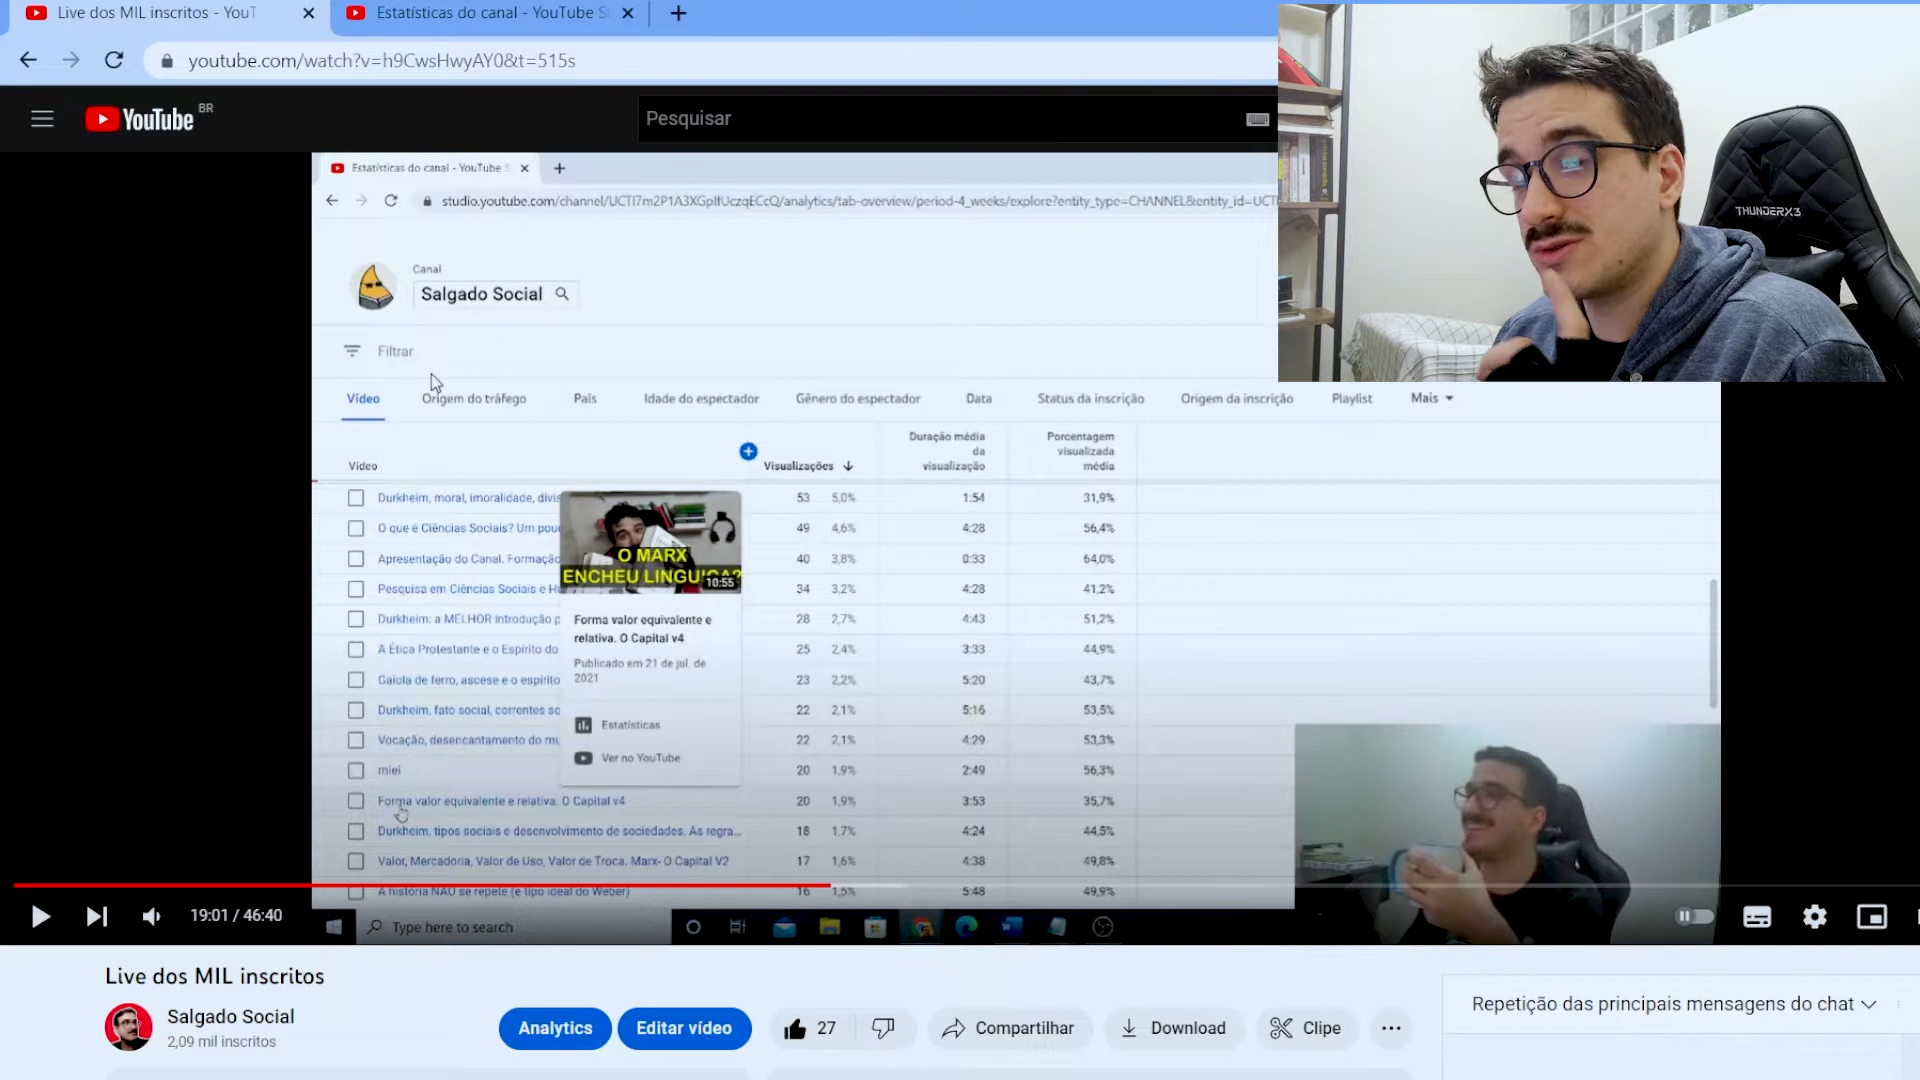 Live dos MIL inscritos - YouT
Estatísticas do canal - YouTube S
youtube.com/watch?v=h9CwsHwyAY0&t=515s
YouTube BR
Pesquisar
THUNDERX3
Estatísticas do canal - YouTube S
studio.youtube.com/channel/UCTI7m2P1A3XGpIfUczqECcQ/analytics/tab-overview/period-4_weeks/explore?entity_type=CHANNEL&entity_id=UCTI
Canal
Salgado Social
Filtrar
Vídeo Origem do tráfego País Idade do espectador Gênero do espectador Data Status da inscrição Origem da inscrição Playlist Mais
Vídeo Visualizações Duração média da visualização Porcentagem visualizada média
Durkheim, moral, imoralidade, divis 53 5,0% 1:54 31,9%
O que é Ciências Sociais? Um pou 49 4,6% 4:28 56,4%
Apresentação do Canal. Formação 40 3,8% 0:33 64,0%
Pesquisa em Ciências Sociais e Hu 34 3,2% 4:28 41,2%
Durkheim: a MELHOR introdução p 28 2,7% 4:43 51,2%
A Ética Protestante e o Espírito do 25 2,4% 3:33 44,9%
Gaiola de ferro, ascese e o espírito 23 2,2% 5:20 43,7%
Durkheim, fato social, correntes so 22 2,1% 5:16 53,5%
Vocação, desencantamento do mu 22 2,1% 4:29 53,3%
miei 20 1,9% 2:49 56,3%
Forma valor equivalente e relativa. O Capital v4 20 1,9% 3:53 35,7%
Durkheim, tipos sociais e desenvolvimento de sociedades. As regra... 18 1,7% 4:24 44,5%
Valor, Mercadoria, Valor de Uso, Valor de Troca. Marx- O Capital V2 17 1,6% 4:38 49,8%
A história NÃO se repete (e tipo ideal do Weber) 16 1,5% 5:48 49,9%
O MARX
ENCHEU LINGUIÇA?
10:55
Forma valor equivalente e
relativa. O Capital v4
Publicado em 21 de jul. de
2021
Estatísticas
Ver no YouTube
19:01 / 46:40
Type here to search
Live dos MIL inscritos
Salgado Social
2,09 mil inscritos
Analytics
Editar vídeo
27
Compartilhar
Download
Clipe
Repetição das principais mensagens do chat